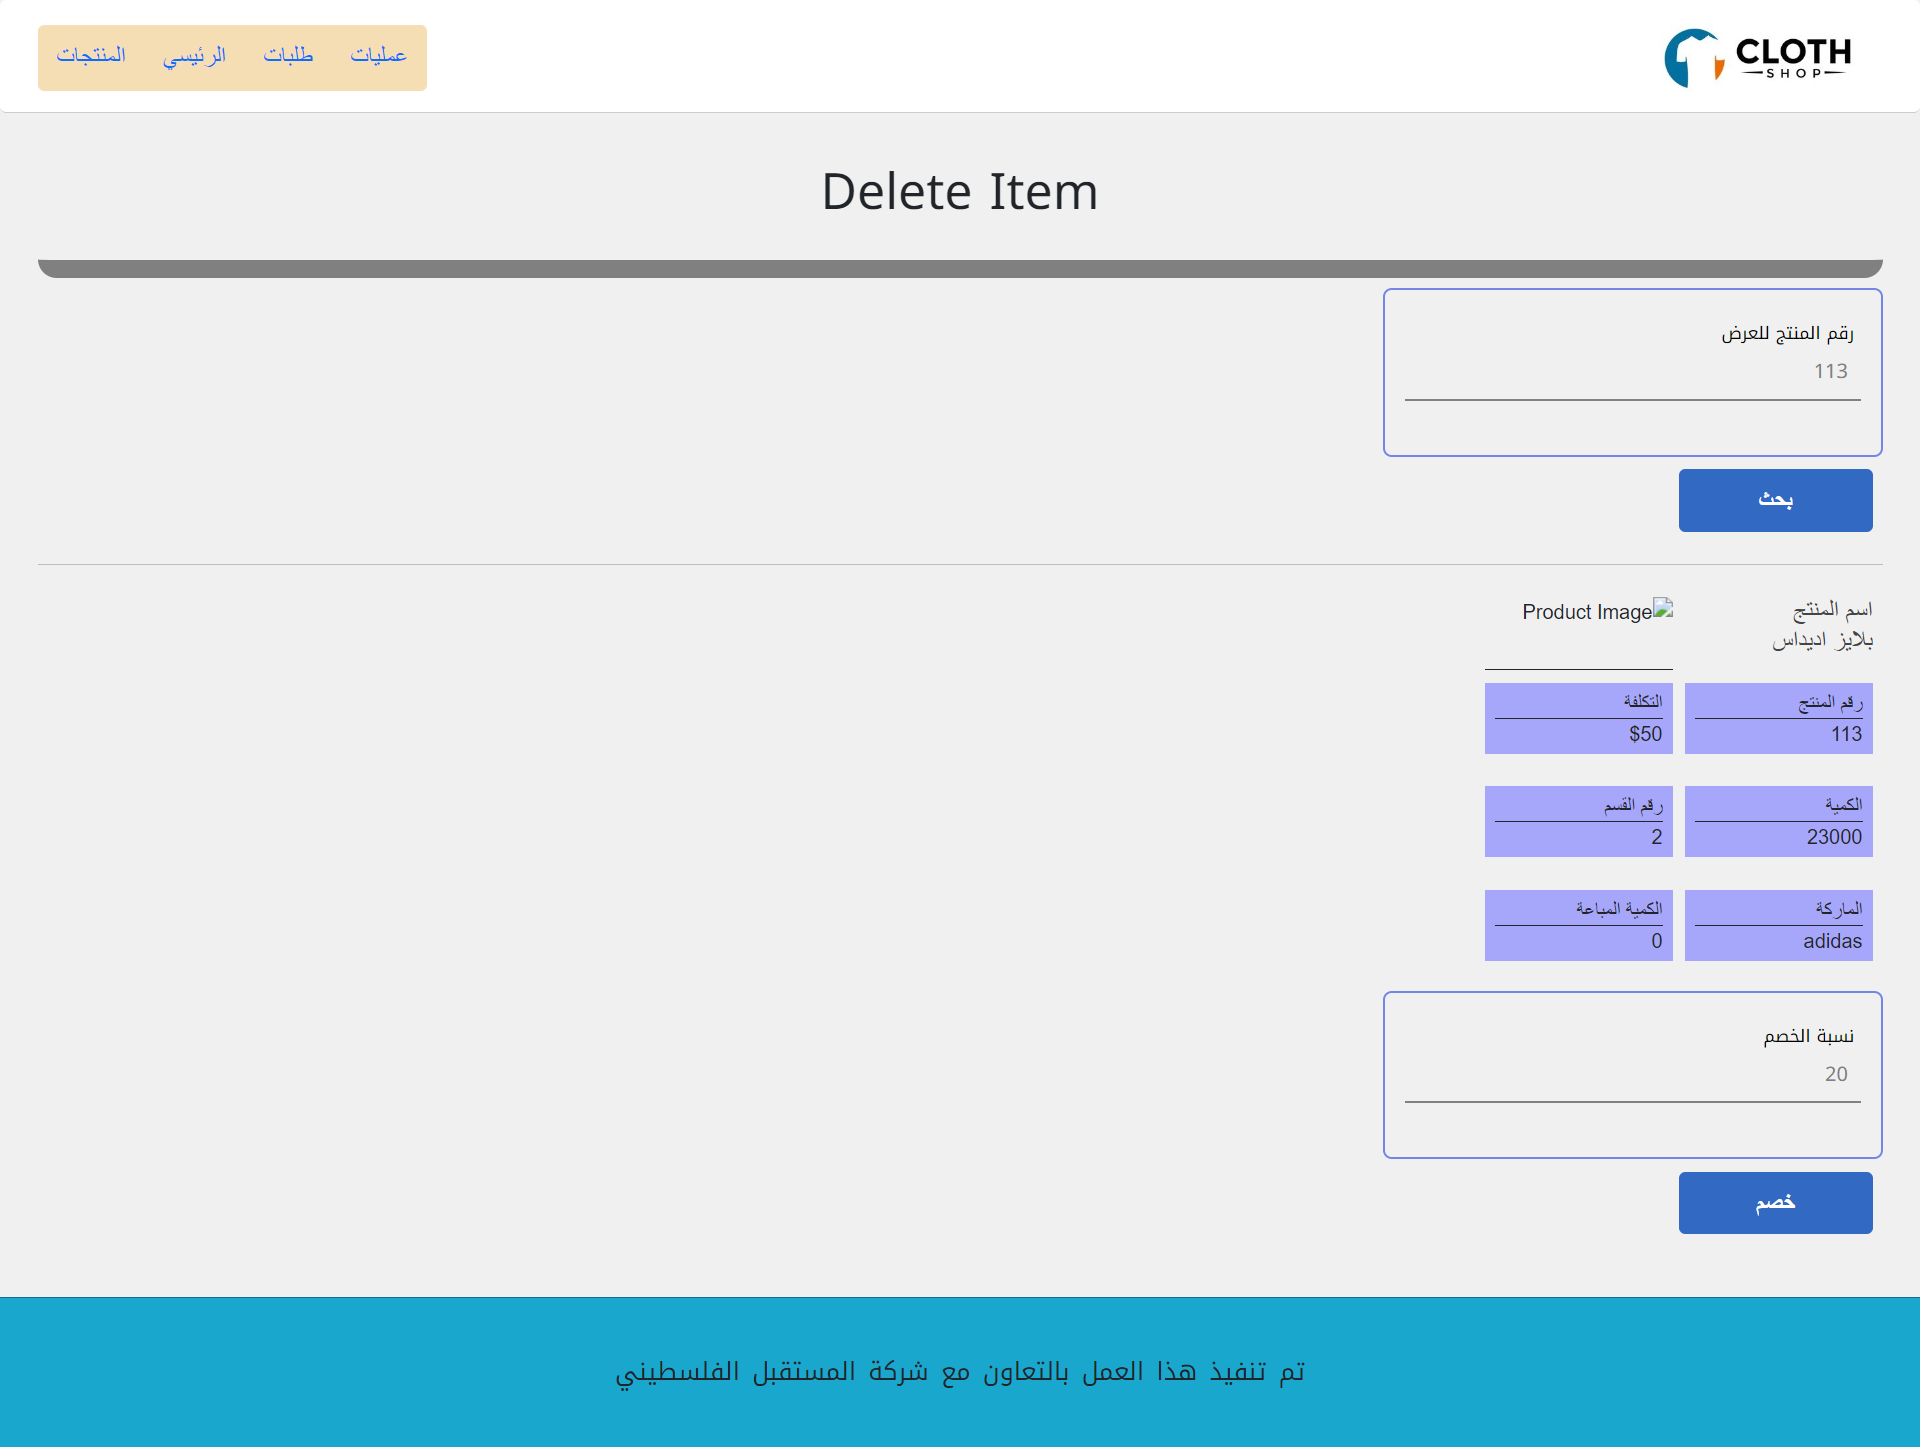 CLOTH
SHOP
عمليات
طلبات
الرئيسي
المنتجات
Delete Item
رقم المنتج للعرض
113
بحث
اسم المنتج
بلايز اديداس
Product Image
رقم المنتج
113
التكلفة
$50
الكمية
23000
رقم القسم
2
الماركة
adidas
الكمية المباعة
0
نسبة الخصم
20
خصم
تم تنفيذ هذا العمل بالتعاون مع شركة المستقبل الفلسطيني